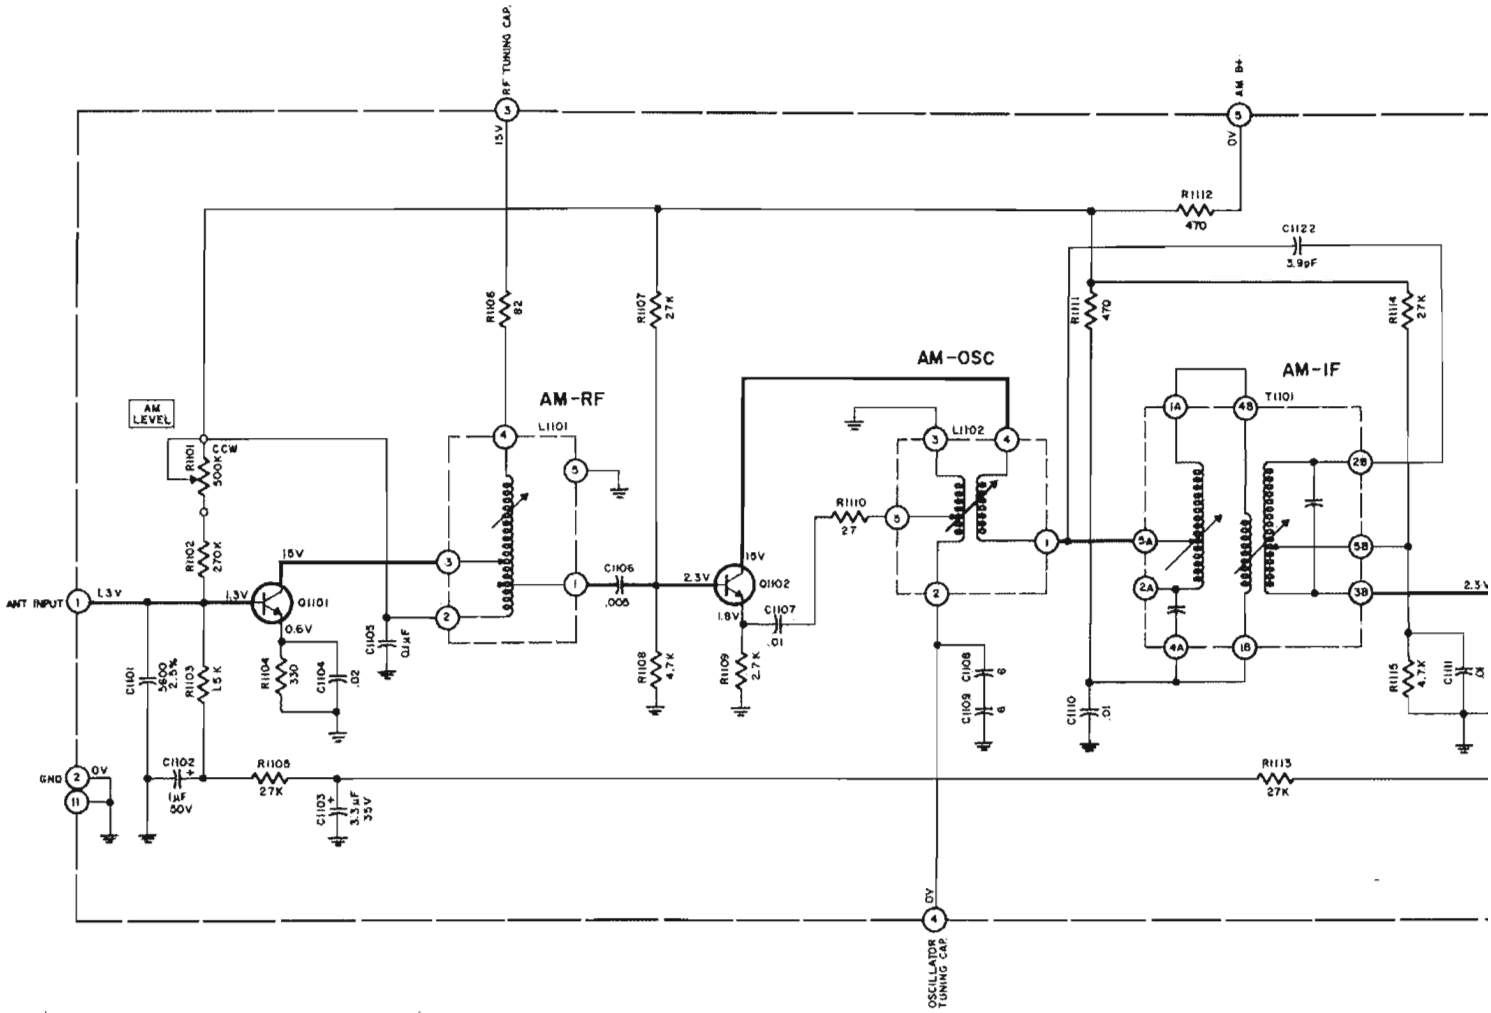 RF TUNING CAP.
3
15V
AM B+
5
0V
R1112
470
C1122
3.9pF
R1106
82
R1107
27K
R1111
470
R1114
27K
AM-OSC
AM-IF
AM
LEVEL
AM-RF
L1101
4
5
3
2
1
L1102
3
4
6
1
2
T1101
1A
4B
2B
5A
5B
2A
3B
4A
1B
R1101
500K
CCW
R1102
270K
15V
ANT INPUT
1
1.3V
1.3V
Q1101
0.6V
C1101
5600
2.5%
R1103
1.5K
R1104
330
C1104
.02
C1105
0.1µF
C1106
.005
2.3V
15V
Q1102
1.8V
C1107
.01
R1110
27
R1108
4.7K
R1109
2.7K
C1108
6
C1109
6
C1110
.01
2.3V
R1115
4.7K
C1111
.01
GND
2
0V
11
C1102
+
1µF
50V
R1105
27K
C1103
+
3.3µF
35V
R1113
27K
0V
4
OSCILLATOR
TUNING CAP.